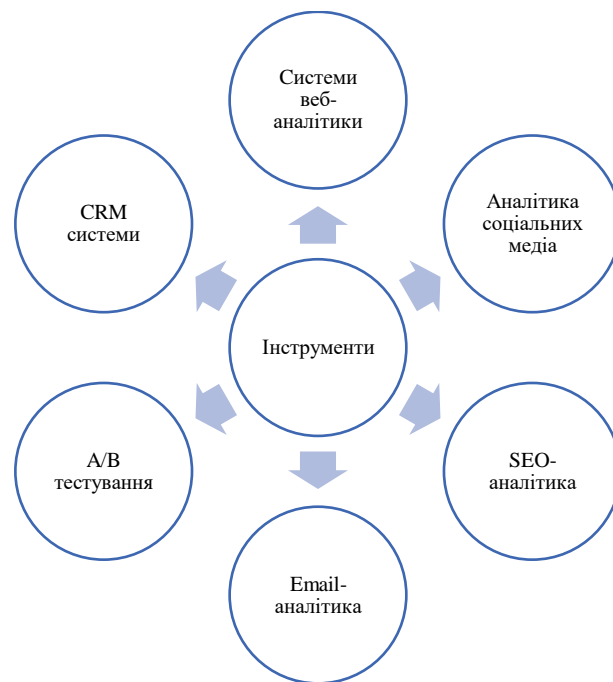 Системи
веб-
аналітики
CRM
системи
Аналітика
соціальних
медіа
Інструменти
A/B
тестування
SEO-
аналітика
Email-
аналітика